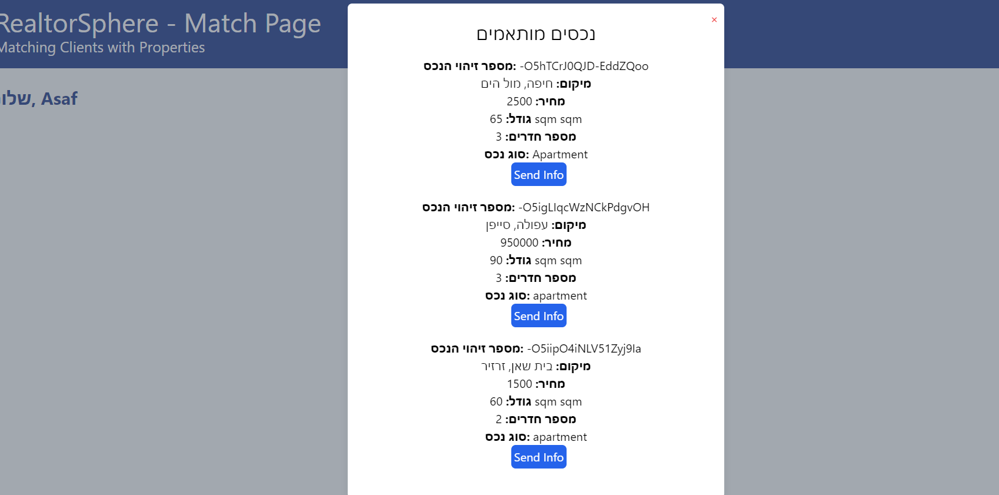 RealtorSphere - Match Page
Matching Clients with Properties
שלו, Asaf
×
נכסים מותאמים
מספר זיהוי הנכס: -O5hTCrJ0QJD-EddZQoo
מיקום: חיפה, מול הים
מחיר: 2500
גודל: 65 sqm sqm
מספר חדרים: 3
סוג נכס: Apartment
Send Info
מספר זיהוי הנכס: -O5igLIqcWzNCkPdgvOH
מיקום: עפולה, סייפן
מחיר: 950000
גודל: 90 sqm sqm
מספר חדרים: 3
סוג נכס: apartment
Send Info
מספר זיהוי הנכס: -O5iipO4iNLV51Zyj9Ia
מיקום: בית שאן, זרזיר
מחיר: 1500
גודל: 60 sqm sqm
מספר חדרים: 2
סוג נכס: apartment
Send Info